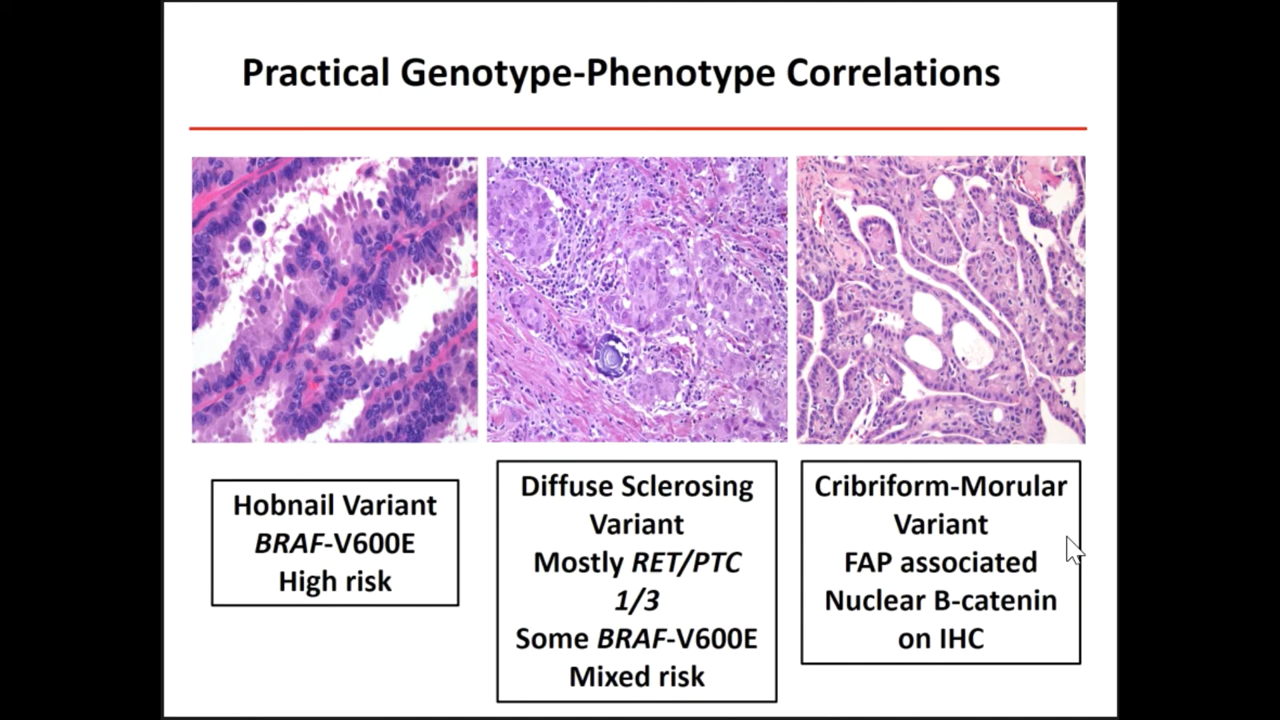 Practical Genotype-Phenotype Correlations
Hobnail Variant
BRAF-V600E
High risk
Diffuse Sclerosing
Variant
Mostly RET/PTC
1/3
Some BRAF-V600E
Mixed risk
Cribriform-Morular
Variant
FAP associated
Nuclear B-catenin
on IHC